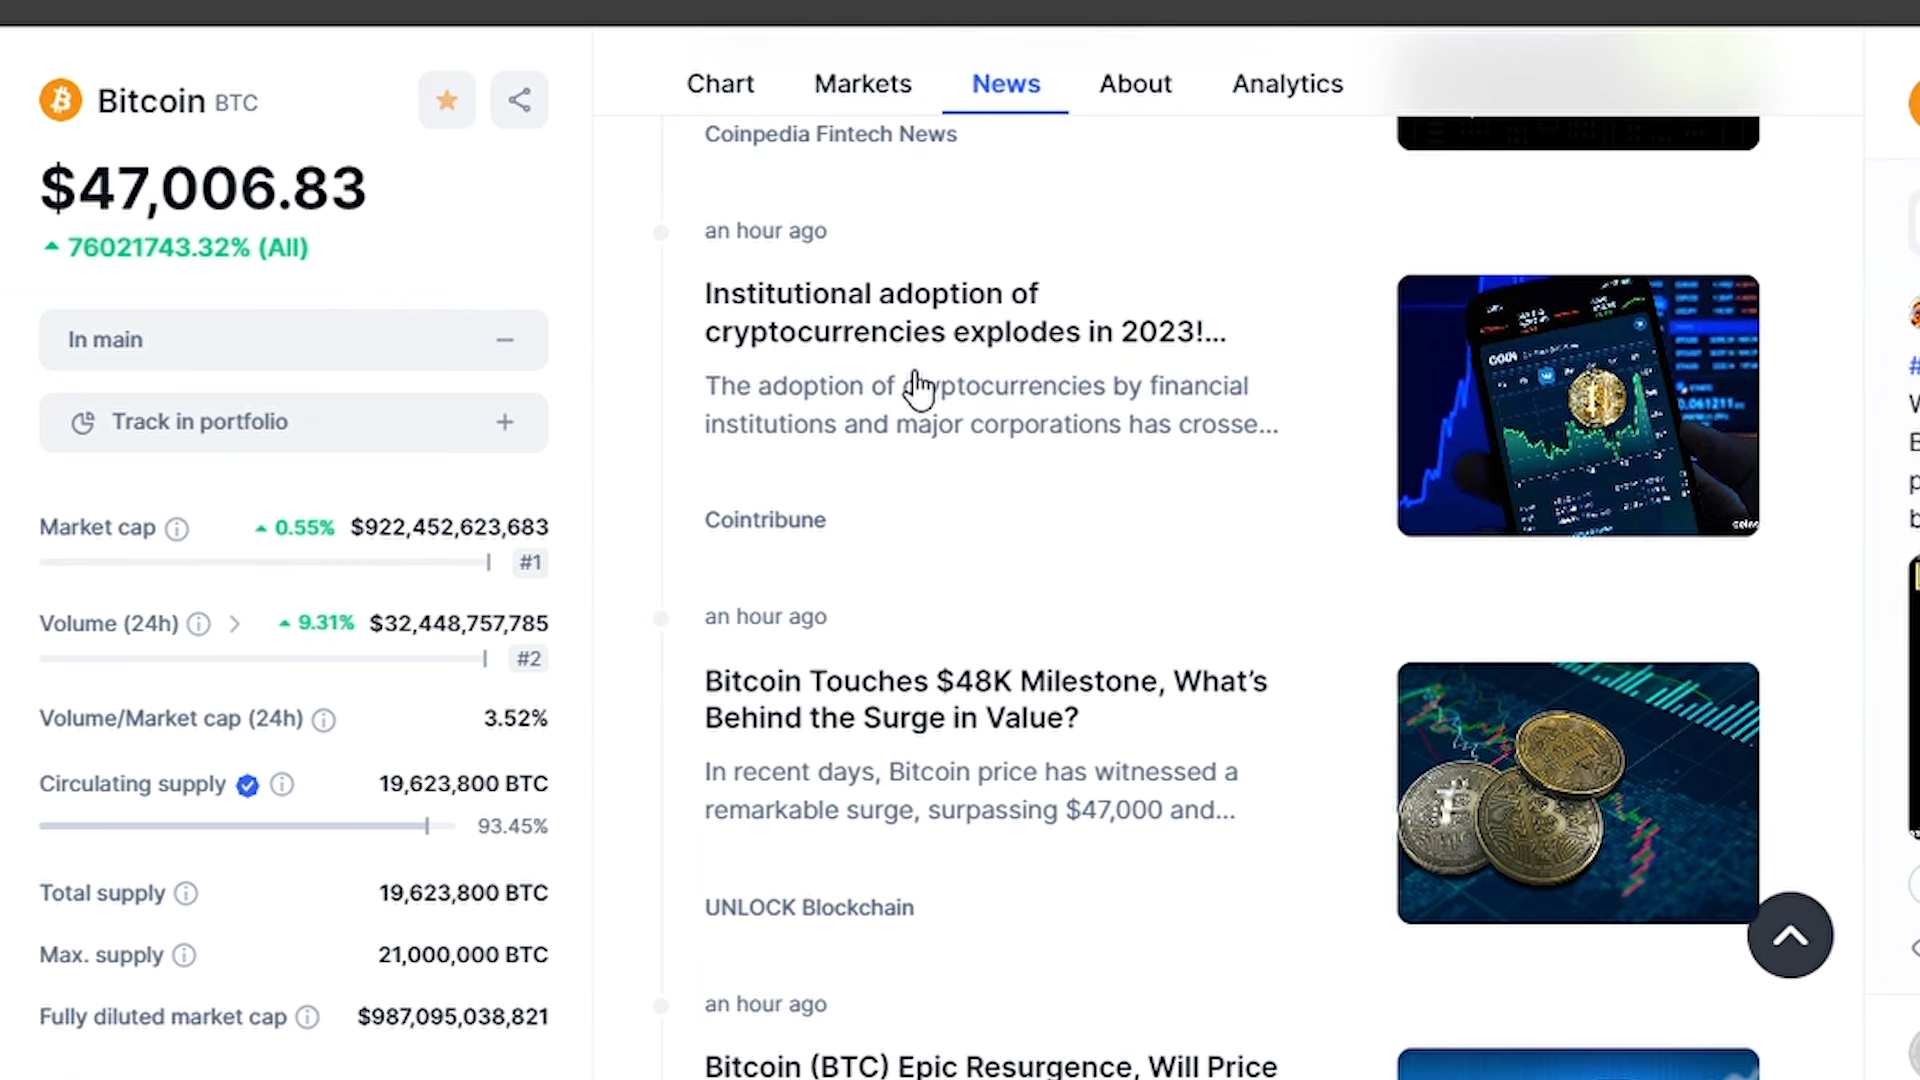 Bitcoin BTC
$47,006.83
76021743.32% (All)
In main
Track in portfolio
Market cap 0.55% $922,452,623,683
#1
Volume (24h) 9.31% $32,448,757,785
#2
Volume/Market cap (24h) 3.52%
Circulating supply 19,623,800 BTC
93.45%
Total supply 19,623,800 BTC
Max. supply 21,000,000 BTC
Fully diluted market cap $987,095,038,821
Chart Markets News About Analytics
Coinpedia Fintech News
an hour ago
Institutional adoption of
cryptocurrencies explodes in 2023!...
The adoption of cryptocurrencies by financial
institutions and major corporations has crosse...
Cointribune
an hour ago
Bitcoin Touches $48K Milestone, What’s
Behind the Surge in Value?
In recent days, Bitcoin price has witnessed a
remarkable surge, surpassing $47,000 and...
UNLOCK Blockchain
an hour ago
Bitcoin (BTC) Epic Resurgence, Will Price